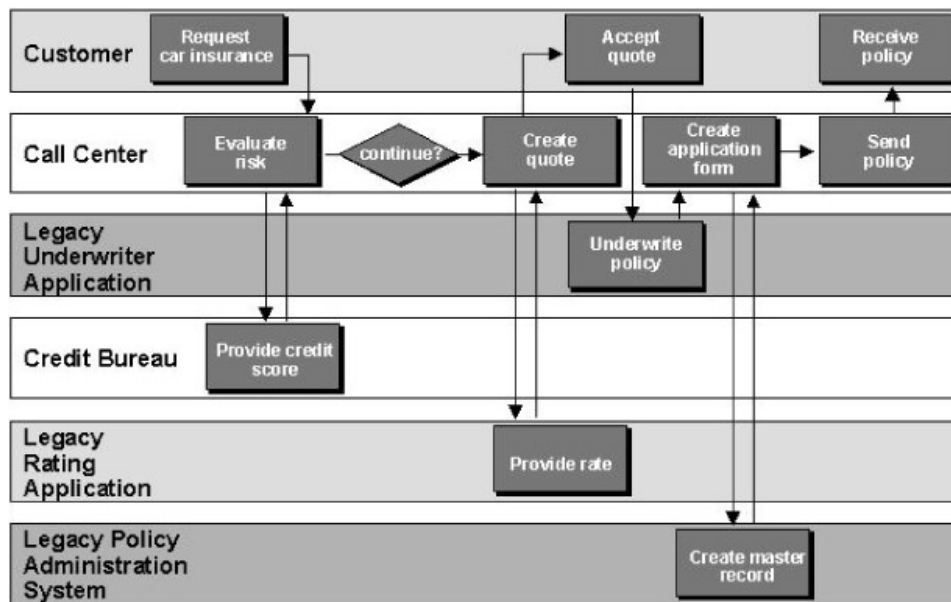 Customer
Request
car insurance
Accept
quote
Receive
policy
Call Center
Evaluate
risk
continue?
Create
quote
Create
application
form
Send
policy
Legacy
Underwriter
Application
Underwrite
policy
Credit Bureau
Provide credit
score
Legacy
Rating
Application
Provide rate
Legacy Policy
Administration
System
Create master
record